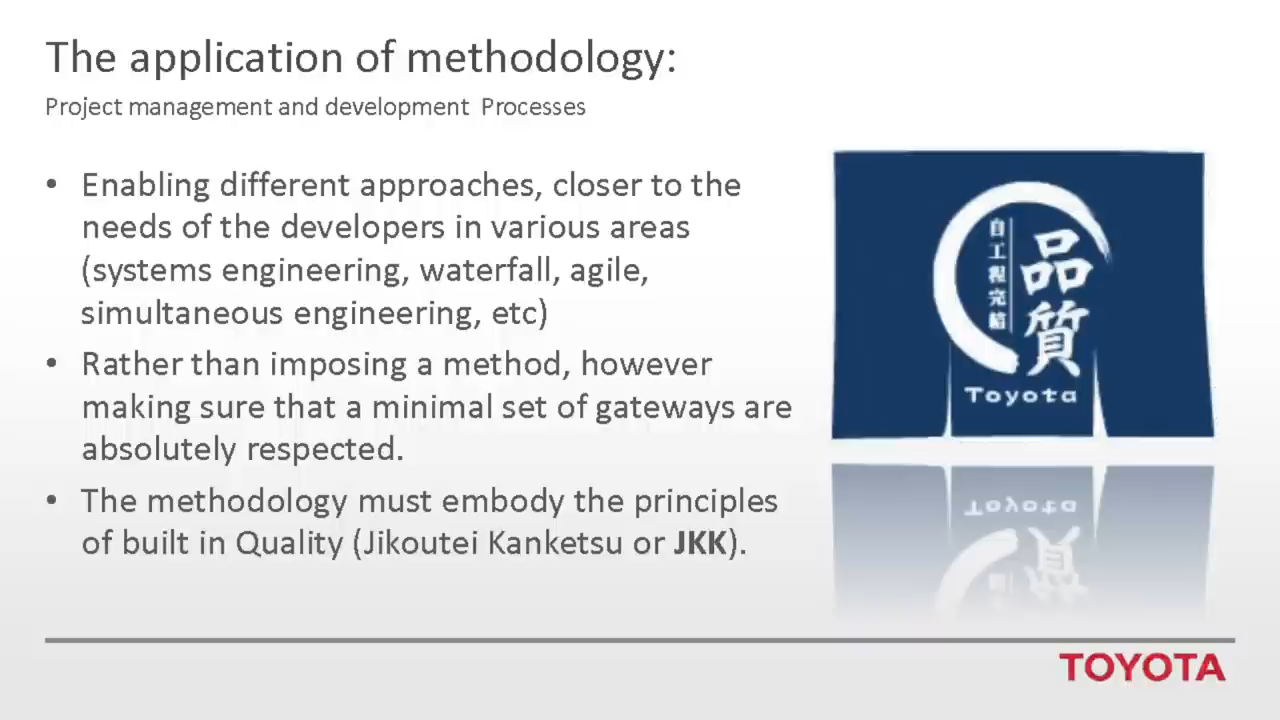 The application of methodology:
Project management and development Processes
• Enabling different approaches, closer to the
needs of the developers in various areas
(systems engineering, waterfall, agile,
simultaneous engineering, etc)
• Rather than imposing a method, however
making sure that a minimal set of gateways are
absolutely respected.
• The methodology must embody the principles
of built in Quality (Jikoutei Kanketsu or JKK).
品質
自工程完結
Toyota
TOYOTA